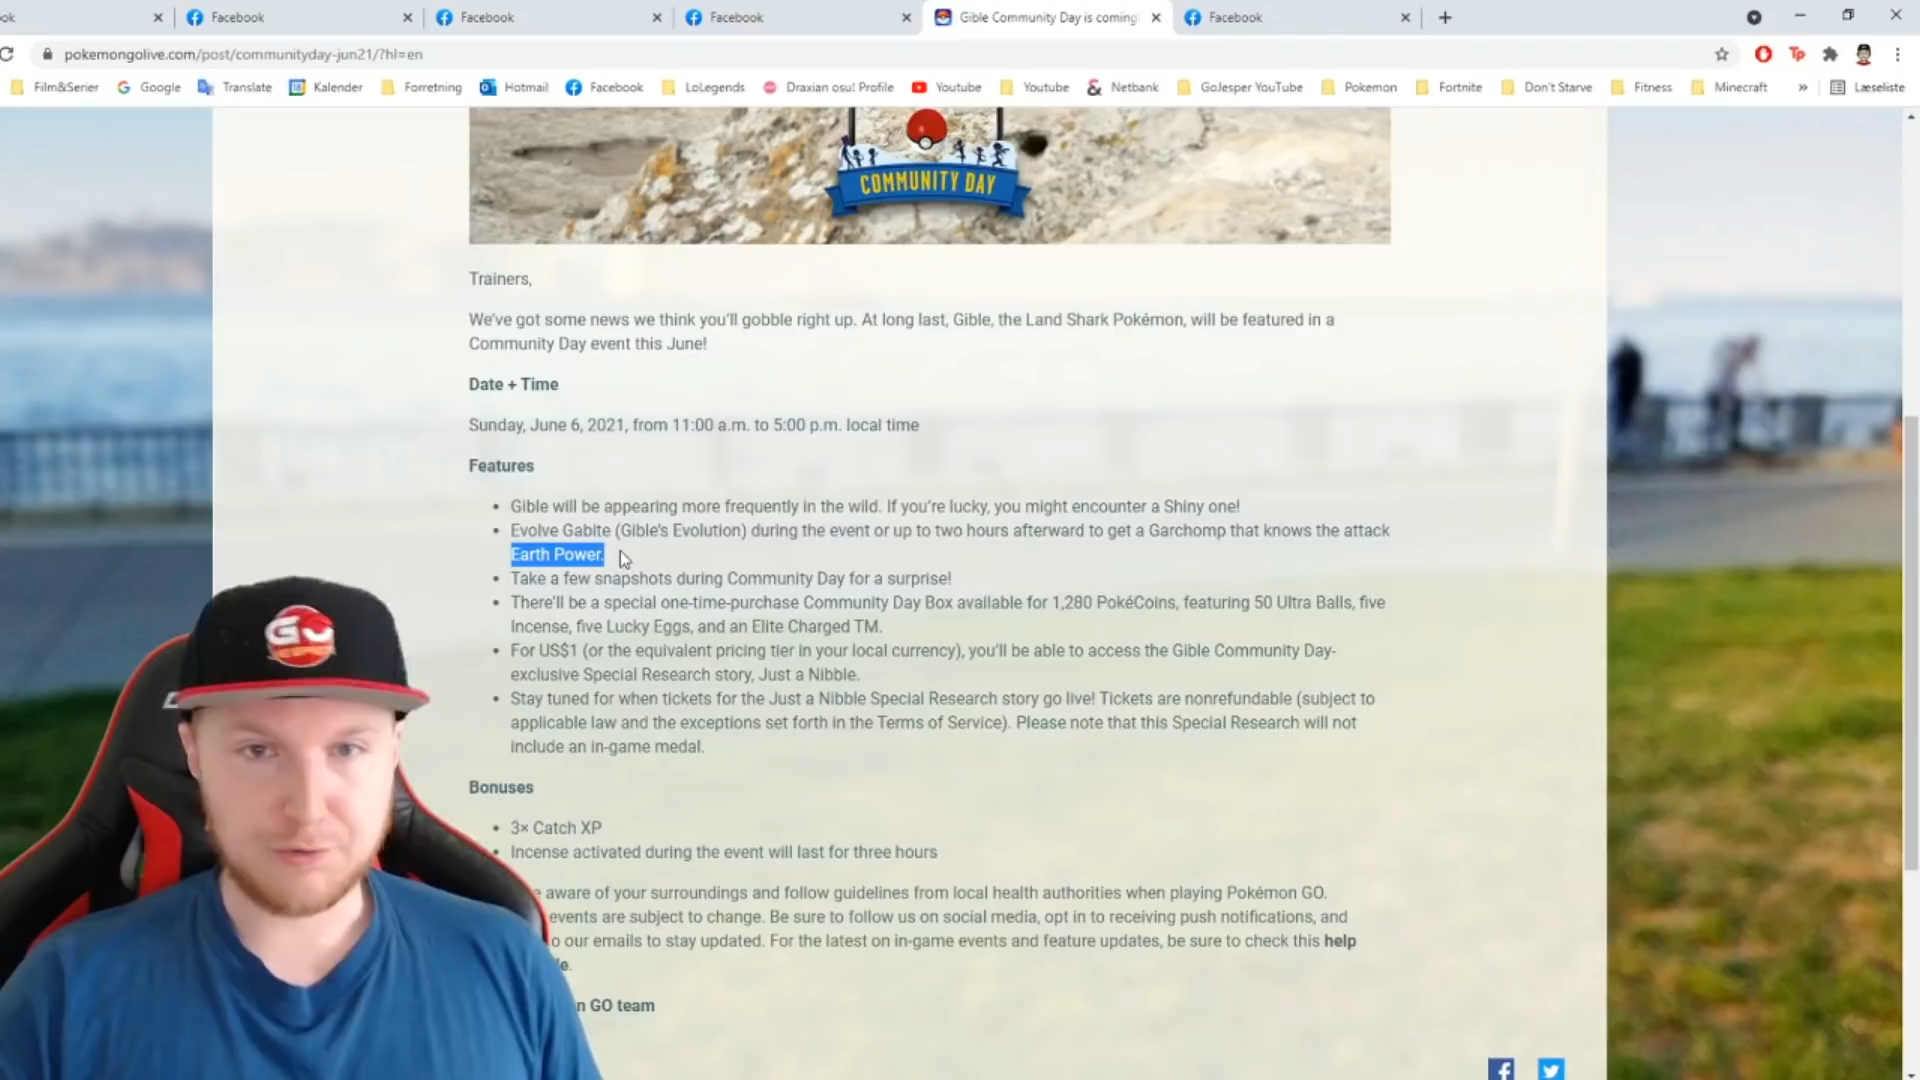 ok
Facebook
Facebook
Facebook
Gible Community Day is coming
Facebook
pokemongolive.com/post/communityday-jun21/?hl=en
Tp
Film&Serier Google Translate Kalender Forretning Hotmail Facebook LoLegends Draxian osu! Profile Youtube Youtube Netbank GoJesper YouTube Pokemon Fortnite Don't Starve Fitness Minecraft » Læseliste
COMMUNITY DAY
Trainers,
We've got some news we think you'll gobble right up. At long last, Gible, the Land Shark Pokémon, will be featured in a
Community Day event this June!
Date + Time
Sunday, June 6, 2021, from 11:00 a.m. to 5:00 p.m. local time
Features
• Gible will be appearing more frequently in the wild. If you're lucky, you might encounter a Shiny one!
• Evolve Gabite (Gible's Evolution) during the event or up to two hours afterward to get a Garchomp that knows the attack
Earth Power.
• Take a few snapshots during Community Day for a surprise!
• There'll be a special one-time-purchase Community Day Box available for 1,280 PokéCoins, featuring 50 Ultra Balls, five
Incense, five Lucky Eggs, and an Elite Charged TM.
• For US$1 (or the equivalent pricing tier in your local currency), you'll be able to access the Gible Community Day-
exclusive Special Research story, Just a Nibble.
• Stay tuned for when tickets for the Just a Nibble Special Research story go live! Tickets are nonrefundable (subject to
applicable law and the exceptions set forth in the Terms of Service). Please note that this Special Research will not
include an in-game medal.
Bonuses
• 3× Catch XP
• Incense activated during the event will last for three hours
e aware of your surroundings and follow guidelines from local health authorities when playing Pokémon GO.
events are subject to change. Be sure to follow us on social media, opt in to receiving push notifications, and
o our emails to stay updated. For the latest on in-game events and feature updates, be sure to check this help
le.
n GO team
GO